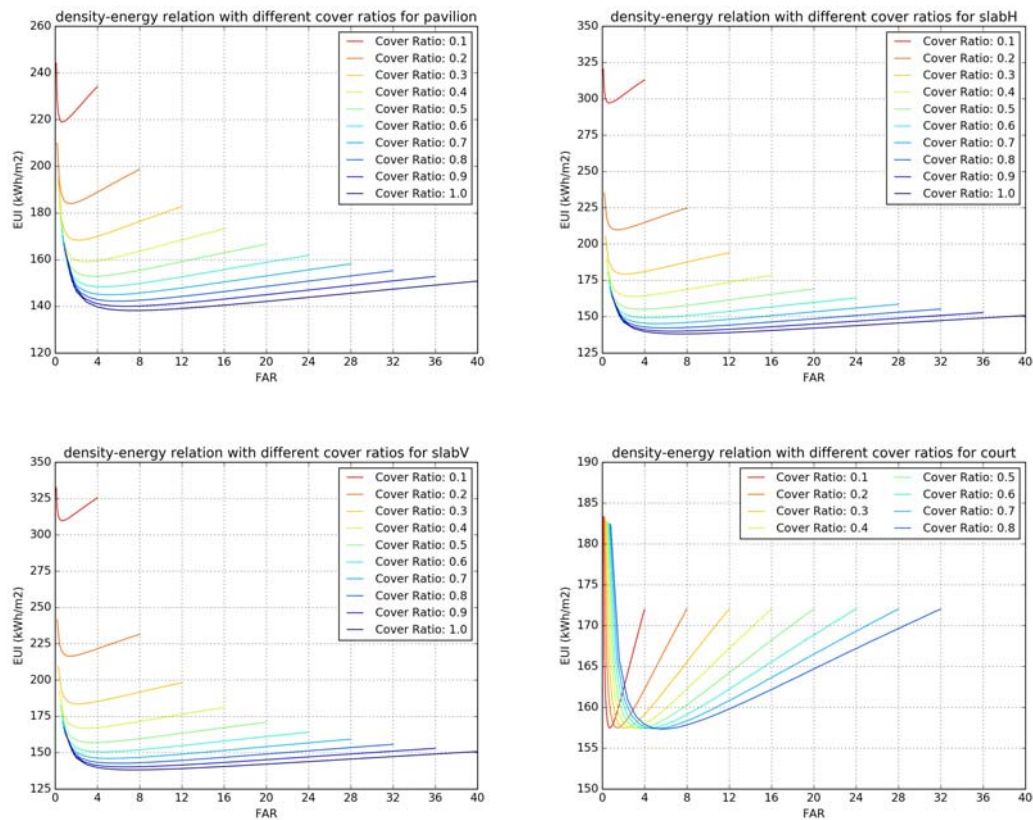 density-energy relation with different cover ratios for pavilion
260
240
220
200
180
160
140
120
EUI (kWh/m2)
0 4 8 12 16 20 24 28 32 36 40
FAR
Cover Ratio: 0.1
Cover Ratio: 0.2
Cover Ratio: 0.3
Cover Ratio: 0.4
Cover Ratio: 0.5
Cover Ratio: 0.6
Cover Ratio: 0.7
Cover Ratio: 0.8
Cover Ratio: 0.9
Cover Ratio: 1.0
density-energy relation with different cover ratios for slabH
350
325
300
275
250
225
200
175
150
125
EUI (kWh/m2)
0 4 8 12 16 20 24 28 32 36 40
FAR
Cover Ratio: 0.1
Cover Ratio: 0.2
Cover Ratio: 0.3
Cover Ratio: 0.4
Cover Ratio: 0.5
Cover Ratio: 0.6
Cover Ratio: 0.7
Cover Ratio: 0.8
Cover Ratio: 0.9
Cover Ratio: 1.0
density-energy relation with different cover ratios for slabV
350
325
300
275
250
225
200
175
150
125
EUI (kWh/m2)
0 4 8 12 16 20 24 28 32 36 40
FAR
Cover Ratio: 0.1
Cover Ratio: 0.2
Cover Ratio: 0.3
Cover Ratio: 0.4
Cover Ratio: 0.5
Cover Ratio: 0.6
Cover Ratio: 0.7
Cover Ratio: 0.8
Cover Ratio: 0.9
Cover Ratio: 1.0
density-energy relation with different cover ratios for court
190
185
180
175
170
165
160
155
150
EUI (kWh/m2)
0 4 8 12 16 20 24 28 32 36 40
FAR
Cover Ratio: 0.1
Cover Ratio: 0.2
Cover Ratio: 0.3
Cover Ratio: 0.4
Cover Ratio: 0.5
Cover Ratio: 0.6
Cover Ratio: 0.7
Cover Ratio: 0.8